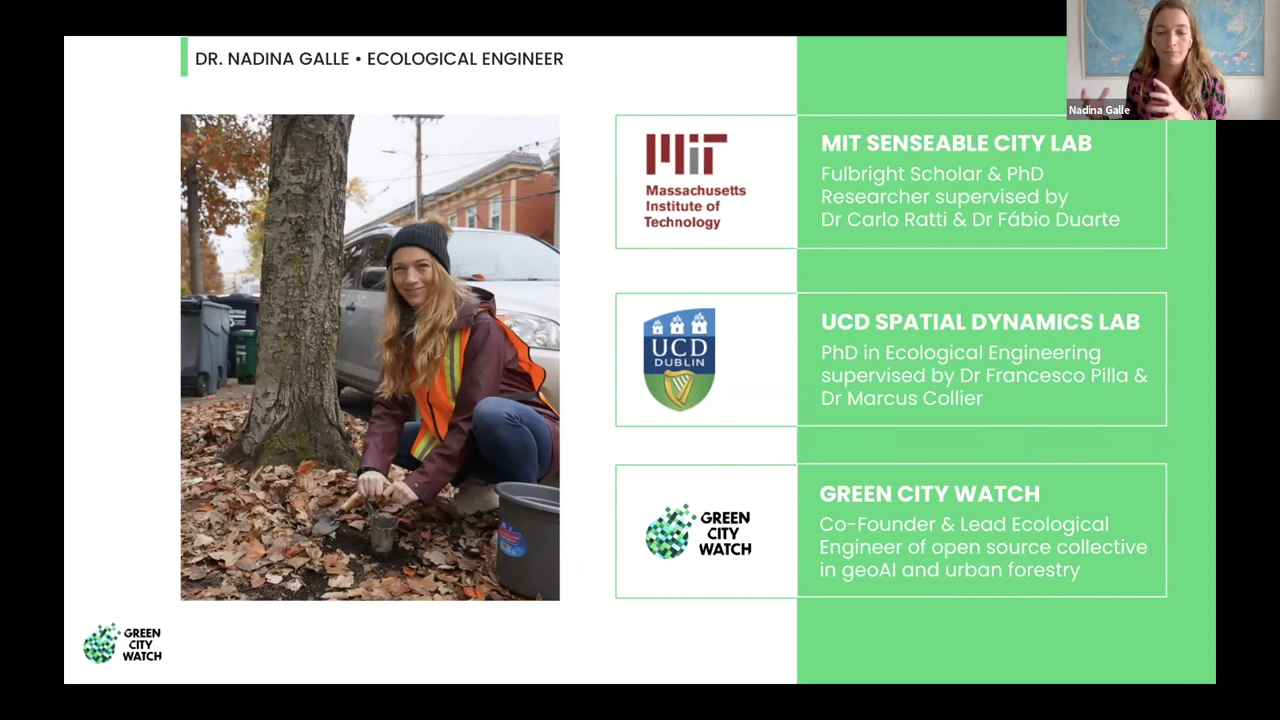 DR. NADINA GALLE • ECOLOGICAL ENGINEER
Nadina Galle
MIT
Massachusetts
Institute of
Technology
MIT SENSEABLE CITY LAB
Fulbright Scholar & PhD
Researcher supervised by
Dr Carlo Ratti & Dr Fábio Duarte
UCD
DUBLIN
UCD SPATIAL DYNAMICS LAB
PhD in Ecological Engineering
supervised by Dr Francesco Pilla &
Dr Marcus Collier
GREEN
CITY
WATCH
GREEN CITY WATCH
Co-Founder & Lead Ecological
Engineer of open source collective
in geoAI and urban forestry
GREEN
CITY
WATCH